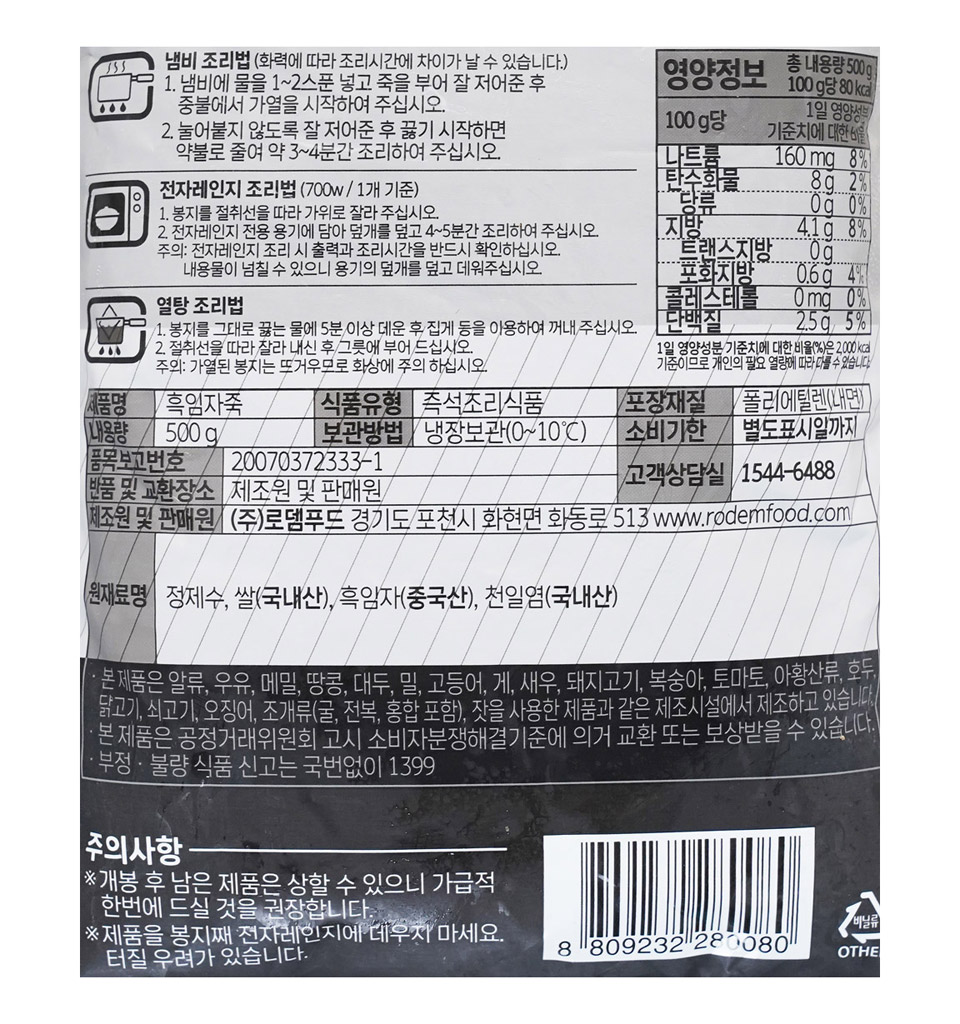 냄비 조리법 (화력에 따라 조리시간에 차이가 날 수 있습니다.)
1. 냄비에 물을 1~2스푼 넣고 죽을 부어 잘 저어준 후
중불에서 가열을 시작하여 주십시오.
2. 눌어붙지 않도록 잘 저어준 후 끓기 시작하면
약불로 줄여 약 3~4분간 조리하여 주십시오.
전자레인지 조리법 (700w / 1개 기준)
1. 봉지를 절취선을 따라 가위로 잘라 주십시오.
2. 전자레인지 전용 용기에 담아 덮개를 덮고 4~5분간 조리하여 주십시오.
주의: 전자레인지 조리 시 출력과 조리시간을 반드시 확인하십시오.
내용물이 넘칠 수 있으니 용기의 덮개를 덮고 데워주십시오.
열탕 조리법
1. 봉지를 그대로 끓는 물에 5분 이상 데운 후 집게 등을 이용하여 꺼내 주십시오.
2. 절취선을 따라 잘라 내신 후 그릇에 부어 드십시오.
주의: 가열된 봉지는 뜨거우므로 화상에 주의 하십시오.
영양정보 총 내용량 500 g
100 g당 80 kcal
100 g당 1일 영양성분
기준치에 대한 비율
나트륨 160 mg 8%
탄수화물 8 g 2%
당류 0 g 0%
지방 4.1 g 8%
트랜스지방 0 g
포화지방 0.6 g 4%
콜레스테롤 0 mg 0%
단백질 2.5 g 5%
1일 영양성분 기준치에 대한 비율(%)은 2,000 kcal
기준이므로 개인의 필요 열량에 따라 다를 수 있습니다.
제품명 흑임자죽 식품유형 즉석조리식품 포장재질 폴리에틸렌(내면)
내용량 500 g 보관방법 냉장보관(0~10℃) 소비기한 별도표시일까지
품목보고번호 20070372333-1 고객상담실 1544-6488
반품 및 교환장소 제조원 및 판매원
제조원 및 판매원 (주)로뎀푸드 경기도 포천시 화현면 화동로 513 www.rodemfood.com
원재료명 정제수, 쌀(국내산), 흑임자(중국산), 천일염(국내산)
· 본 제품은 알류, 우유, 메밀, 땅콩, 대두, 밀, 고등어, 게, 새우, 돼지고기, 복숭아, 토마토, 아황산류, 호두,
닭고기, 쇠고기, 오징어, 조개류(굴, 전복, 홍합 포함), 잣을 사용한 제품과 같은 제조시설에서 제조하고 있습니다.
· 본 제품은 공정거래위원회 고시 소비자분쟁해결기준에 의거 교환 또는 보상받을 수 있습니다.
· 부정 · 불량 식품 신고는 국번없이 1399
주의사항
※개봉 후 남은 제품은 상할 수 있으니 가급적
한번에 드실 것을 권장합니다.
※제품을 봉지째 전자레인지에 데우지 마세요.
터질 우려가 있습니다.
8 809232 280080
비닐류
OTHE